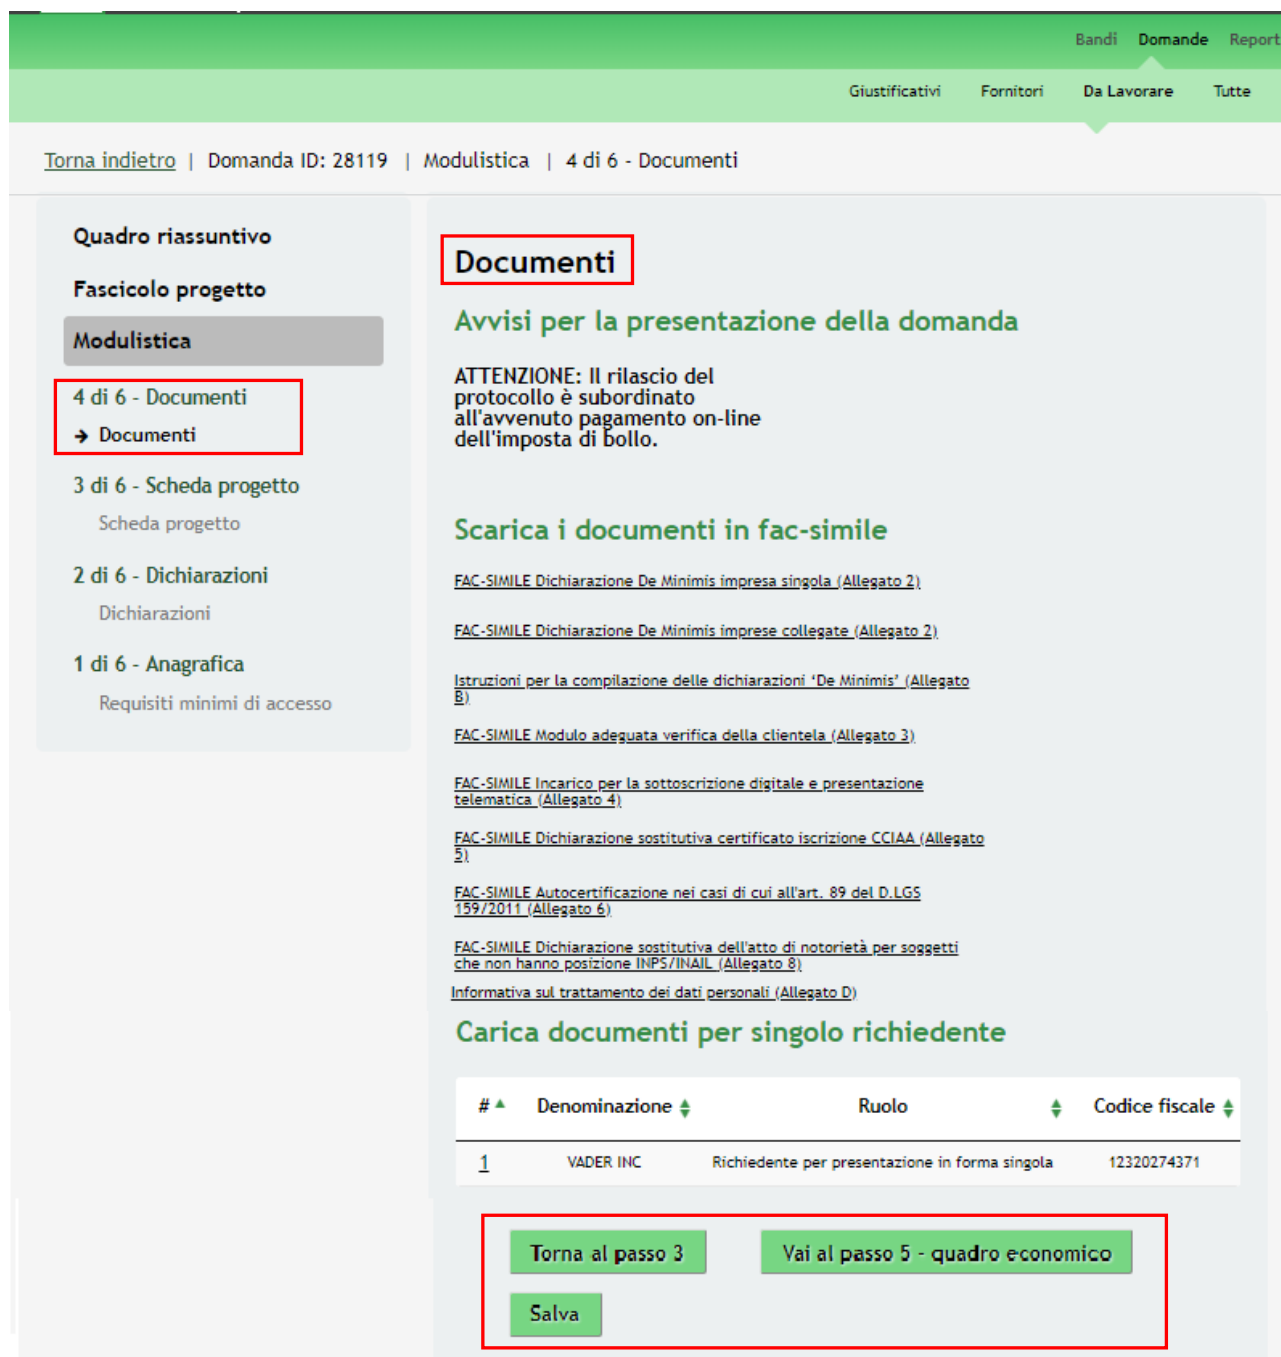 Bandi Domande Report
Giustificativi Fornitori Da Lavorare Tutte
Torna indietro | Domanda ID: 28119 | Modulistica | 4 di 6 - Documenti
Quadro riassuntivo
Fascicolo progetto
Modulistica
4 di 6 - Documenti
→ Documenti
3 di 6 - Scheda progetto
Scheda progetto
2 di 6 - Dichiarazioni
Dichiarazioni
1 di 6 - Anagrafica
Requisiti minimi di accesso
Documenti
Avvisi per la presentazione della domanda
ATTENZIONE: Il rilascio del
protocollo è subordinato
all'avvenuto pagamento on-line
dell'imposta di bollo.
Scarica i documenti in fac-simile
FAC-SIMILE Dichiarazione De Minimis impresa singola (Allegato 2)
FAC-SIMILE Dichiarazione De Minimis imprese collegate (Allegato 2)
Istruzioni per la compilazione delle dichiarazioni ‘De Minimis’ (Allegato
B)
FAC-SIMILE Modulo adeguata verifica della clientela (Allegato 3)
FAC-SIMILE Incarico per la sottoscrizione digitale e presentazione
telematica (Allegato 4)
FAC-SIMILE Dichiarazione sostitutiva certificato iscrizione CCIAA (Allegato
5)
FAC-SIMILE Autocertificazione nei casi di cui all'art. 89 del D.LGS
159/2011 (Allegato 6)
FAC-SIMILE Dichiarazione sostitutiva dell'atto di notorietà per soggetti
che non hanno posizione INPS/INAIL (Allegato 8)
Informativa sul trattamento dei dati personali (Allegato D)
Carica documenti per singolo richiedente
# Denominazione Ruolo Codice fiscale
1 VADER INC Richiedente per presentazione in forma singola 12320274371
Torna al passo 3 Vai al passo 5 - quadro economico
Salva